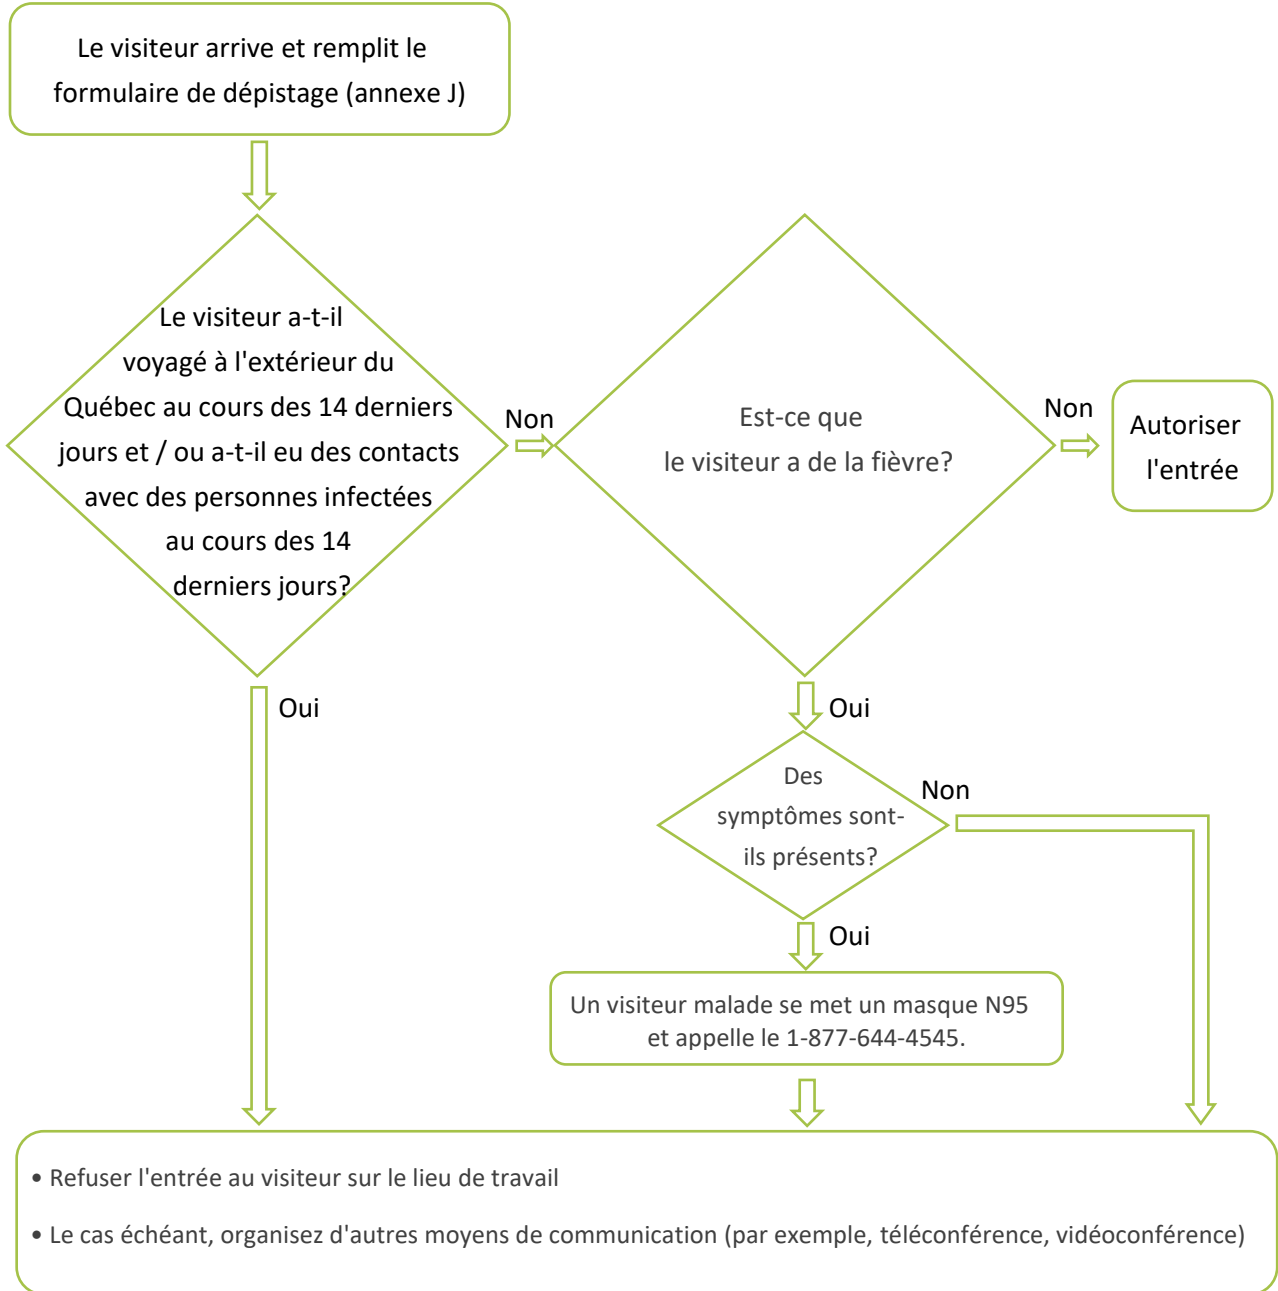 Le visiteur arrive et remplit le
formulaire de dépistage (annexe J)
Le visiteur a-t-il
voyagé à l'extérieur du
Québec au cours des 14 derniers
jours et / ou a-t-il eu des contacts
avec des personnes infectées
au cours des 14
derniers jours?
Non
Est-ce que
le visiteur a de la fièvre?
Non
Autoriser
l'entrée
Oui
Oui
Des
symptômes sont-
ils présents?
Non
Oui
Un visiteur malade se met un masque N95
et appelle le 1-877-644-4545.
• Refuser l'entrée au visiteur sur le lieu de travail
• Le cas échéant, organisez d'autres moyens de communication (par exemple, téléconférence, vidéoconférence)